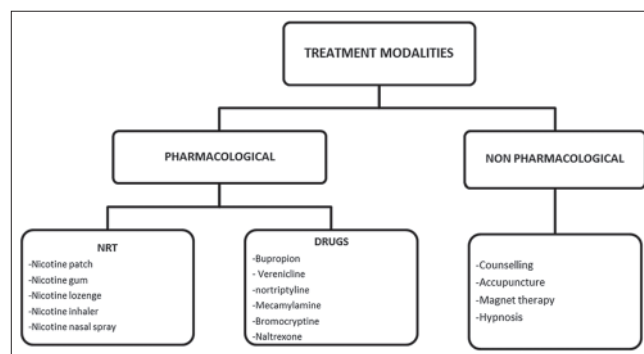 TREATMENT MODALITIES
PHARMACOLOGICAL
NON PHARMACOLOGICAL
NRT
-Nicotine patch
-Nicotine gum
-Nicotine lozenge
-Nicotine inhaler
-Nicotine nasal spray
DRUGS
-Bupropion
- Verenicline
-nortriptyline
-Mecamylamine
-Bromocryptine
-Naltrexone
-Counselling
-Accupuncture
-Magnet therapy
-Hypnosis